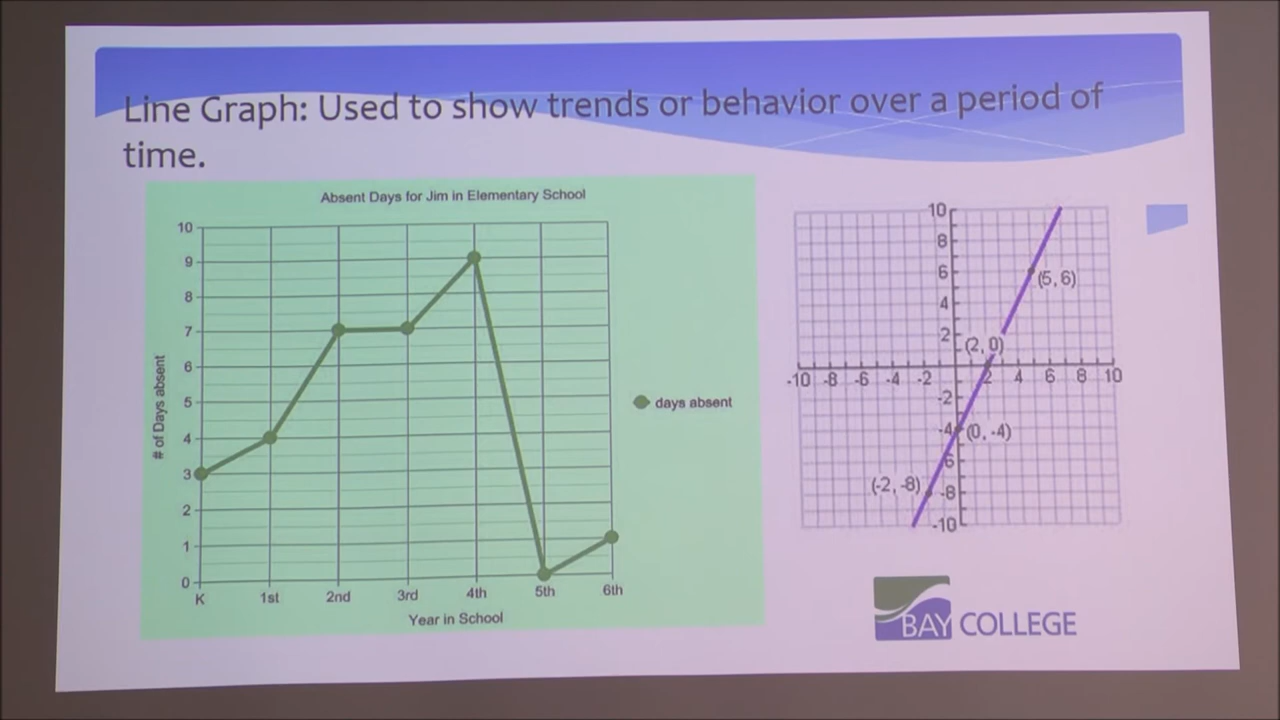 Line Graph: Used to show trends or behavior over a period of
time.
Absent Days for Jim in Elementary School
10
9
8
7
6
5
4
3
2
1
0
# of Days absent
K 1st 2nd 3rd 4th 5th 6th
Year in School
days absent
10
8
6
(5, 6)
4
2
(2, 0)
-10 -8 -6 -4 -2 2 4 6 8 10
-2
-4 (0, -4)
6
(-2, -8) -8
-10
BAY COLLEGE